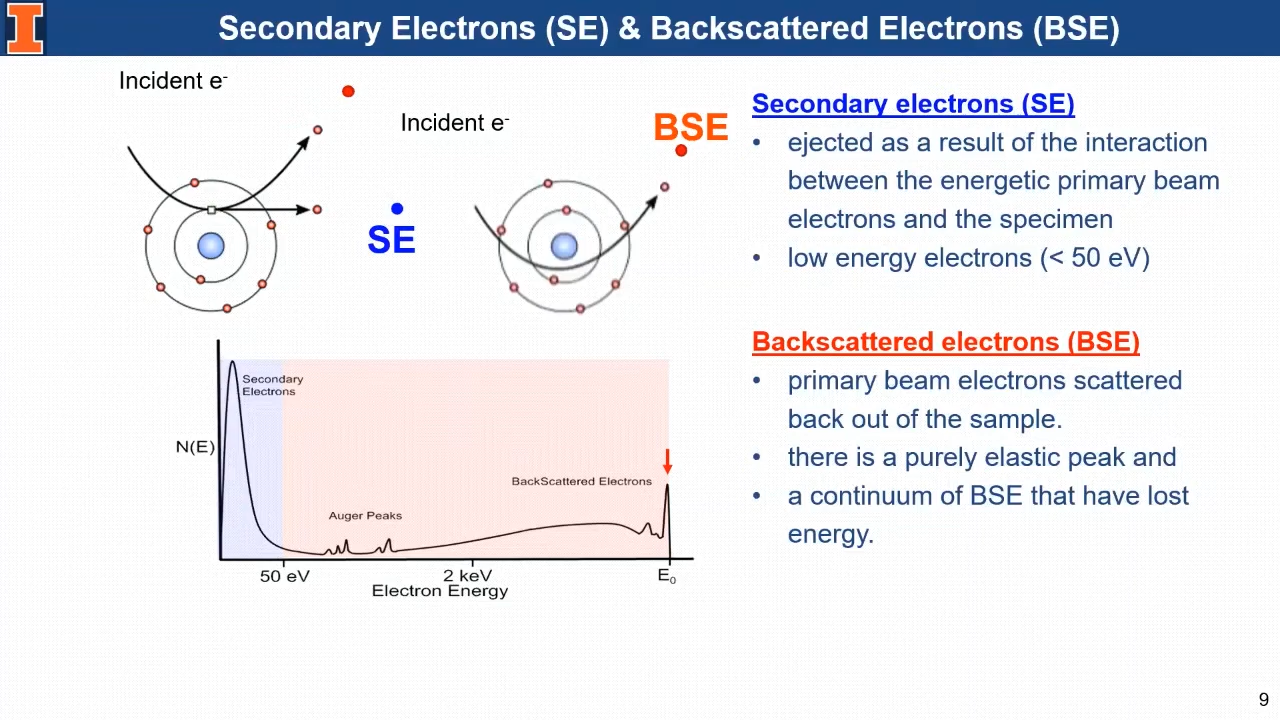 I
Secondary Electrons (SE) & Backscattered Electrons (BSE)
Incident e-
SE
Incident e-
BSE
Secondary electrons (SE)
• ejected as a result of the interaction
between the energetic primary beam
electrons and the specimen
• low energy electrons (< 50 eV)
Backscattered electrons (BSE)
• primary beam electrons scattered
back out of the sample.
• there is a purely elastic peak and
• a continuum of BSE that have lost
energy.
Secondary
Electrons
N(E)
BackScattered Electrons
Auger Peaks
50 eV
2 keV
E₀
Electron Energy
9